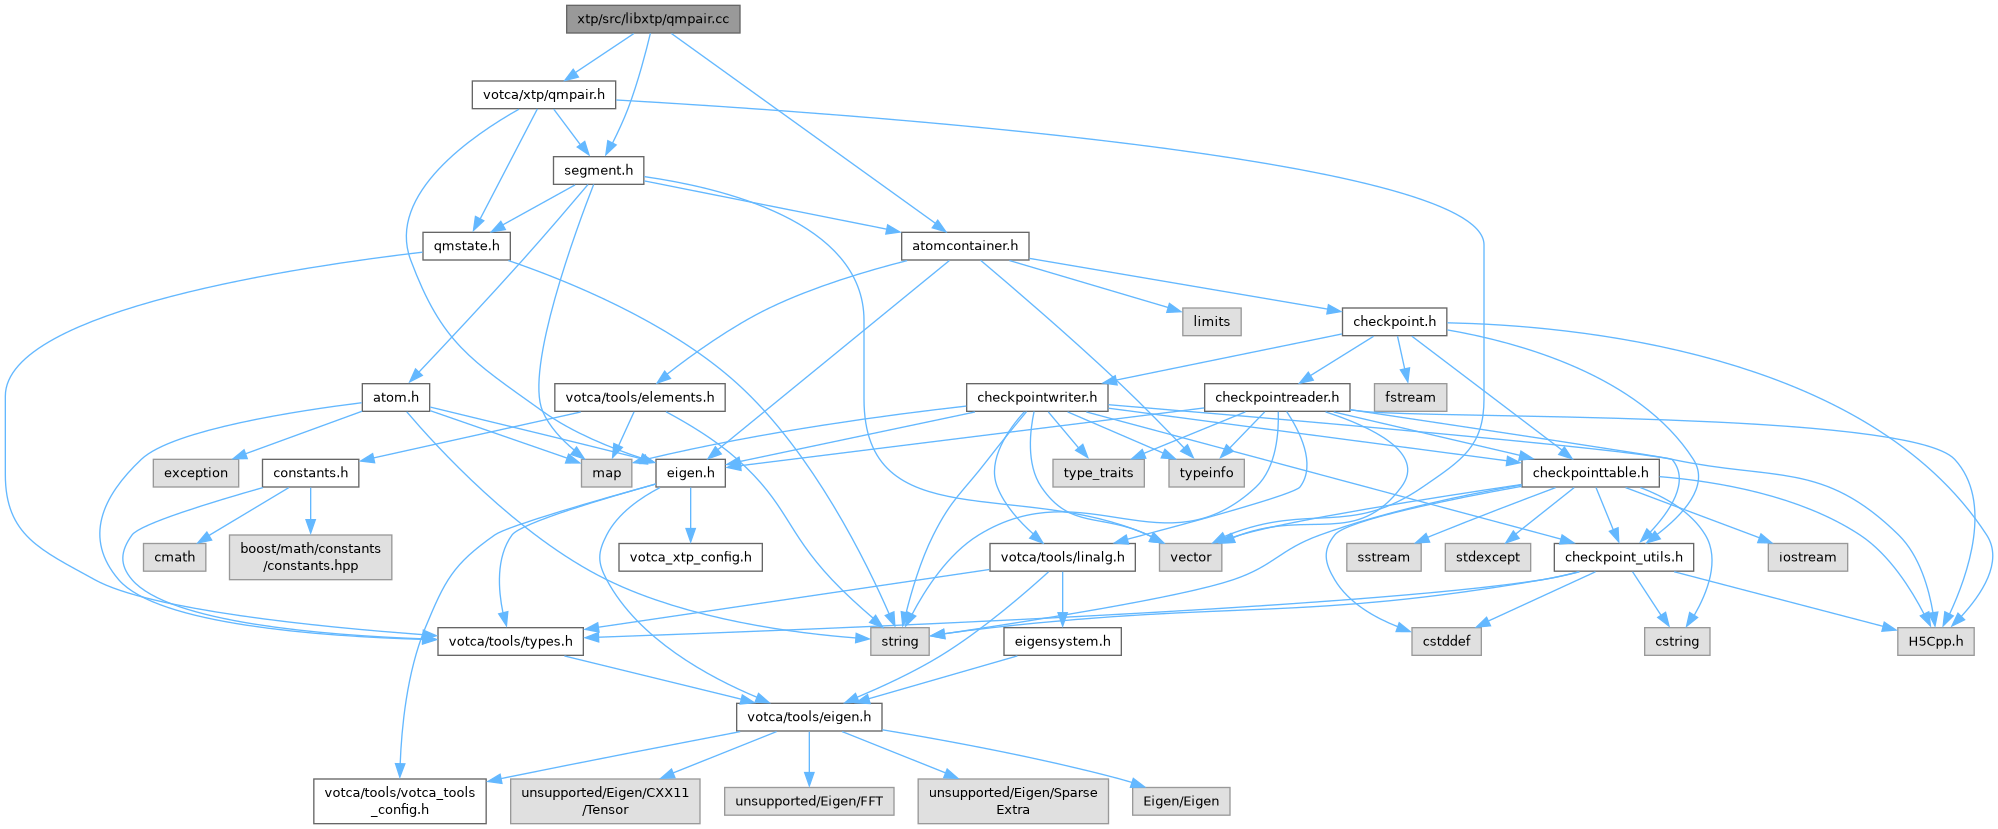 xtp/src/libxtp/qmpair.cc
votca/xtp/qmpair.h
segment.h
qmstate.h
atomcontainer.h
limits
checkpoint.h
atom.h
votca/tools/elements.h
checkpointwriter.h
checkpointreader.h
fstream
exception
constants.h
map
eigen.h
type_traits
typeinfo
checkpointtable.h
cmath
boost/math/constants
/constants.hpp
votca_xtp_config.h
votca/tools/linalg.h
vector
sstream
stdexcept
checkpoint_utils.h
iostream
votca/tools/types.h
string
eigensystem.h
cstddef
cstring
H5Cpp.h
votca/tools/eigen.h
votca/tools/votca_tools
_config.h
unsupported/Eigen/CXX11
/Tensor
unsupported/Eigen/FFT
unsupported/Eigen/Sparse
Extra
Eigen/Eigen